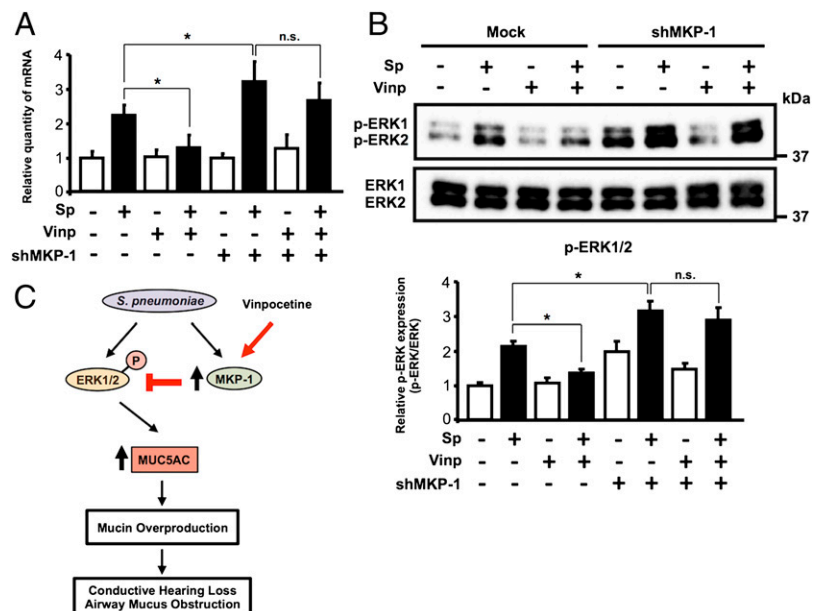 A
Relative quantity of mRNA
4
3
2
1
0
*
*
n.s.
Sp - + - + - + - +
Vinp - - + + - - + +
shMKP-1 - - - - + + + +
B
Mock shMKP-1
Sp - + - + - + - +
Vinp - - + + - - + +
kDa
p-ERK1
p-ERK2
37
ERK1
ERK2
37
p-ERK1/2
Relative p-ERK expression
(p-ERK/ERK)
4
3
2
1
0
*
*
n.s.
Sp - + - + - + - +
Vinp - - + + - - + +
shMKP-1 - - - - + + + +
C
S. pneumoniae
Vinpocetine
P
ERK1/2
MKP-1
MUC5AC
Mucin Overproduction
Conductive Hearing Loss
Airway Mucus Obstruction